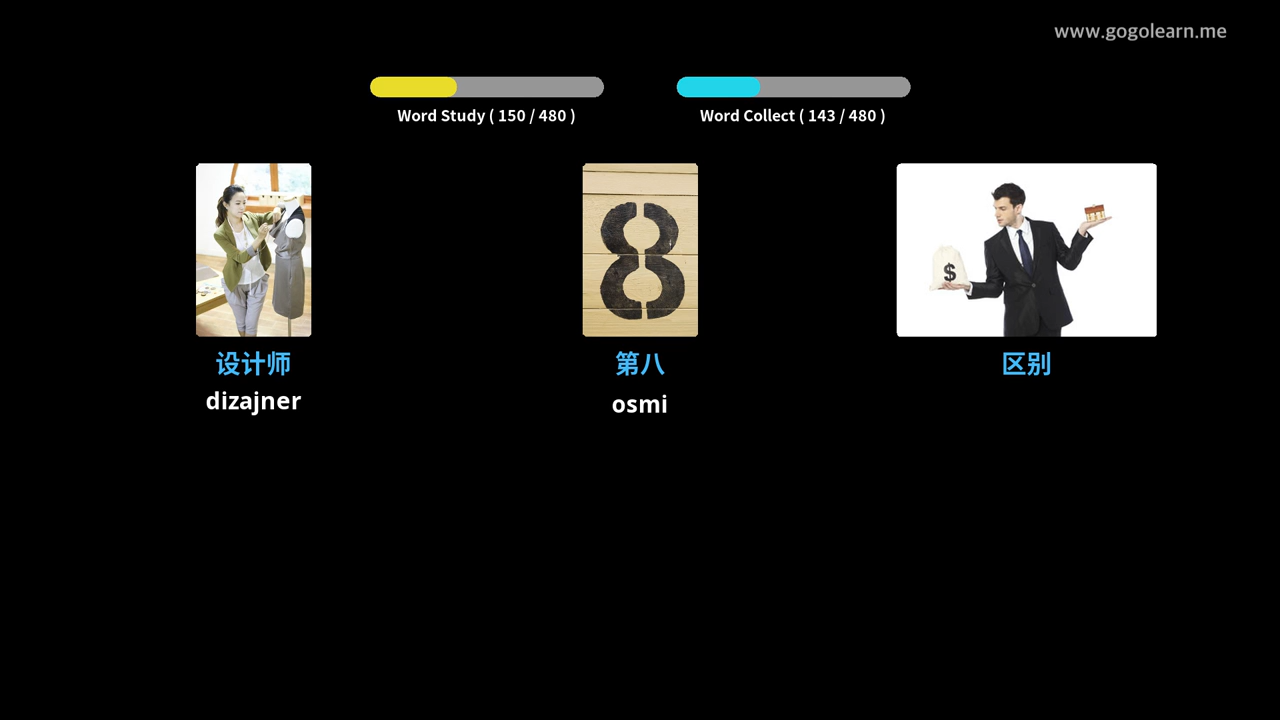 www.gogolearn.me
Word Study ( 150 / 480 )
Word Collect ( 143 / 480 )
8
$
设计师
第八
区别
dizajner
osmi